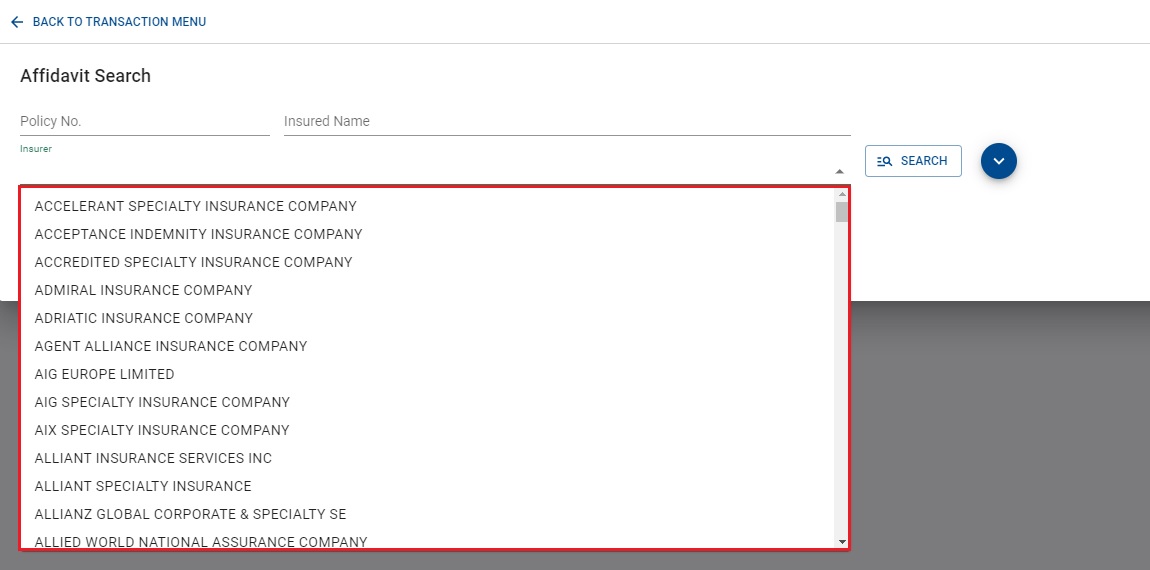 BACK TO TRANSACTION MENU
Affidavit Search
Policy No. Insured Name
Insurer
SEARCH
ACCELERANT SPECIALTY INSURANCE COMPANY
ACCEPTANCE INDEMNITY INSURANCE COMPANY
ACCREDITED SPECIALTY INSURANCE COMPANY
ADMIRAL INSURANCE COMPANY
ADRIATIC INSURANCE COMPANY
AGENT ALLIANCE INSURANCE COMPANY
AIG EUROPE LIMITED
AIG SPECIALTY INSURANCE COMPANY
AIX SPECIALTY INSURANCE COMPANY
ALLIANT INSURANCE SERVICES INC
ALLIANT SPECIALTY INSURANCE
ALLIANZ GLOBAL CORPORATE & SPECIALTY SE
ALLIED WORLD NATIONAL ASSURANCE COMPANY